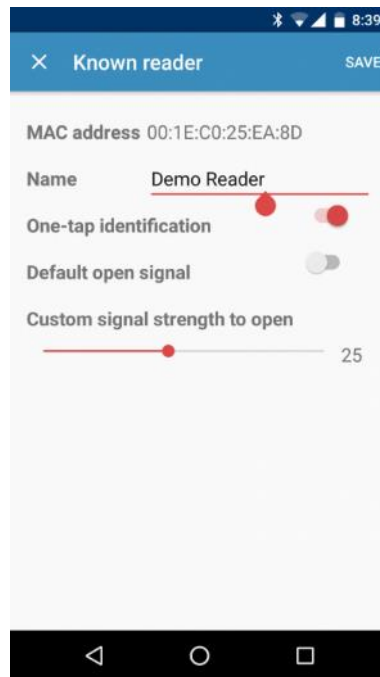 8:39
Known reader SAVE
MAC address 00:1E:C0:25:EA:8D
Name Demo Reader
One-tap identification
Default open signal
Custom signal strength to open
25